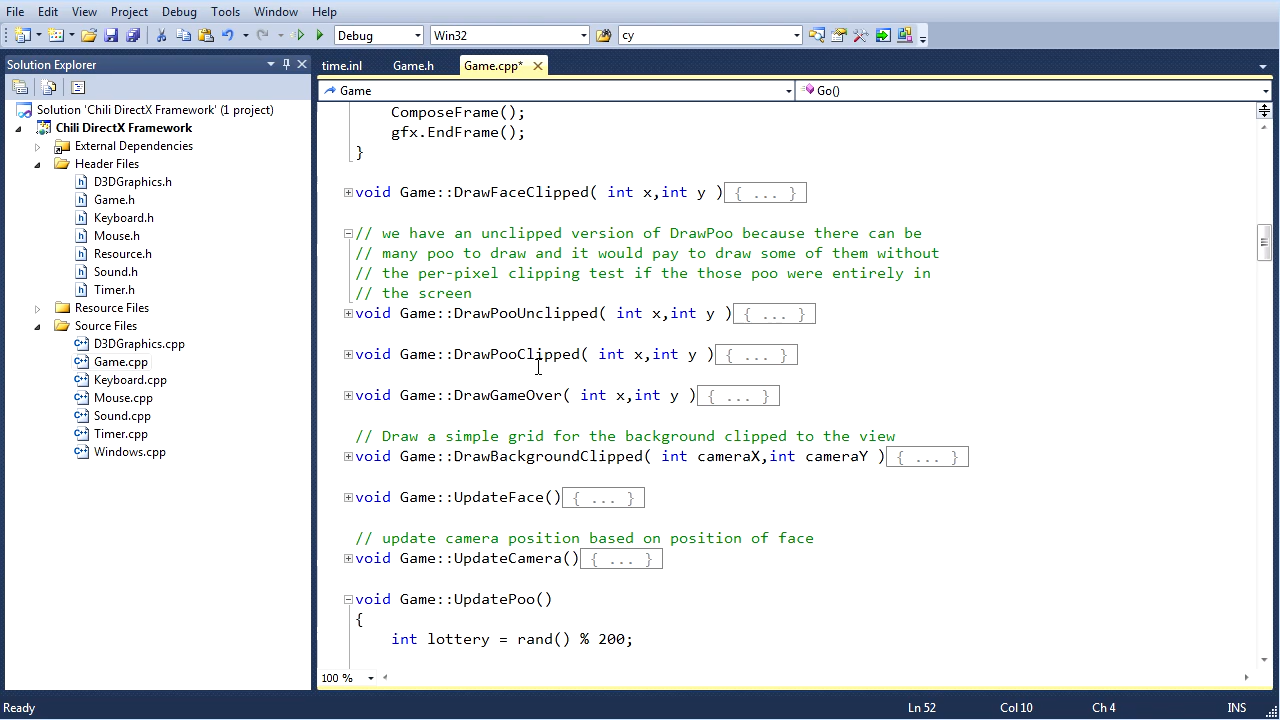 File Edit View Project Debug Tools Window Help
Debug Win32 cy
Solution Explorer
time.inl Game.h Game.cpp*
Game Go()
Solution 'Chili DirectX Framework' (1 project)
Chili DirectX Framework
External Dependencies
Header Files
D3DGraphics.h
Game.h
Keyboard.h
Mouse.h
Resource.h
Sound.h
Timer.h
Resource Files
Source Files
D3DGraphics.cpp
Game.cpp
Keyboard.cpp
Mouse.cpp
Sound.cpp
Timer.cpp
Windows.cpp
ComposeFrame();
gfx.EndFrame();
}
void Game::DrawFaceClipped( int x,int y ){ ... }
// we have an unclipped version of DrawPoo because there can be
// many poo to draw and it would pay to draw some of them without
// the per-pixel clipping test if the those poo were entirely in
// the screen
void Game::DrawPooUnclipped( int x,int y ){ ... }
void Game::DrawPooClipped( int x,int y ){ ... }
void Game::DrawGameOver( int x,int y ){ ... }
// Draw a simple grid for the background clipped to the view
void Game::DrawBackgroundClipped( int cameraX,int cameraY ){ ... }
void Game::UpdateFace(){ ... }
// update camera position based on position of face
void Game::UpdateCamera(){ ... }
void Game::UpdatePoo()
{
int lottery = rand() % 200;
100 %
Ready Ln 52 Col 10 Ch 4 INS